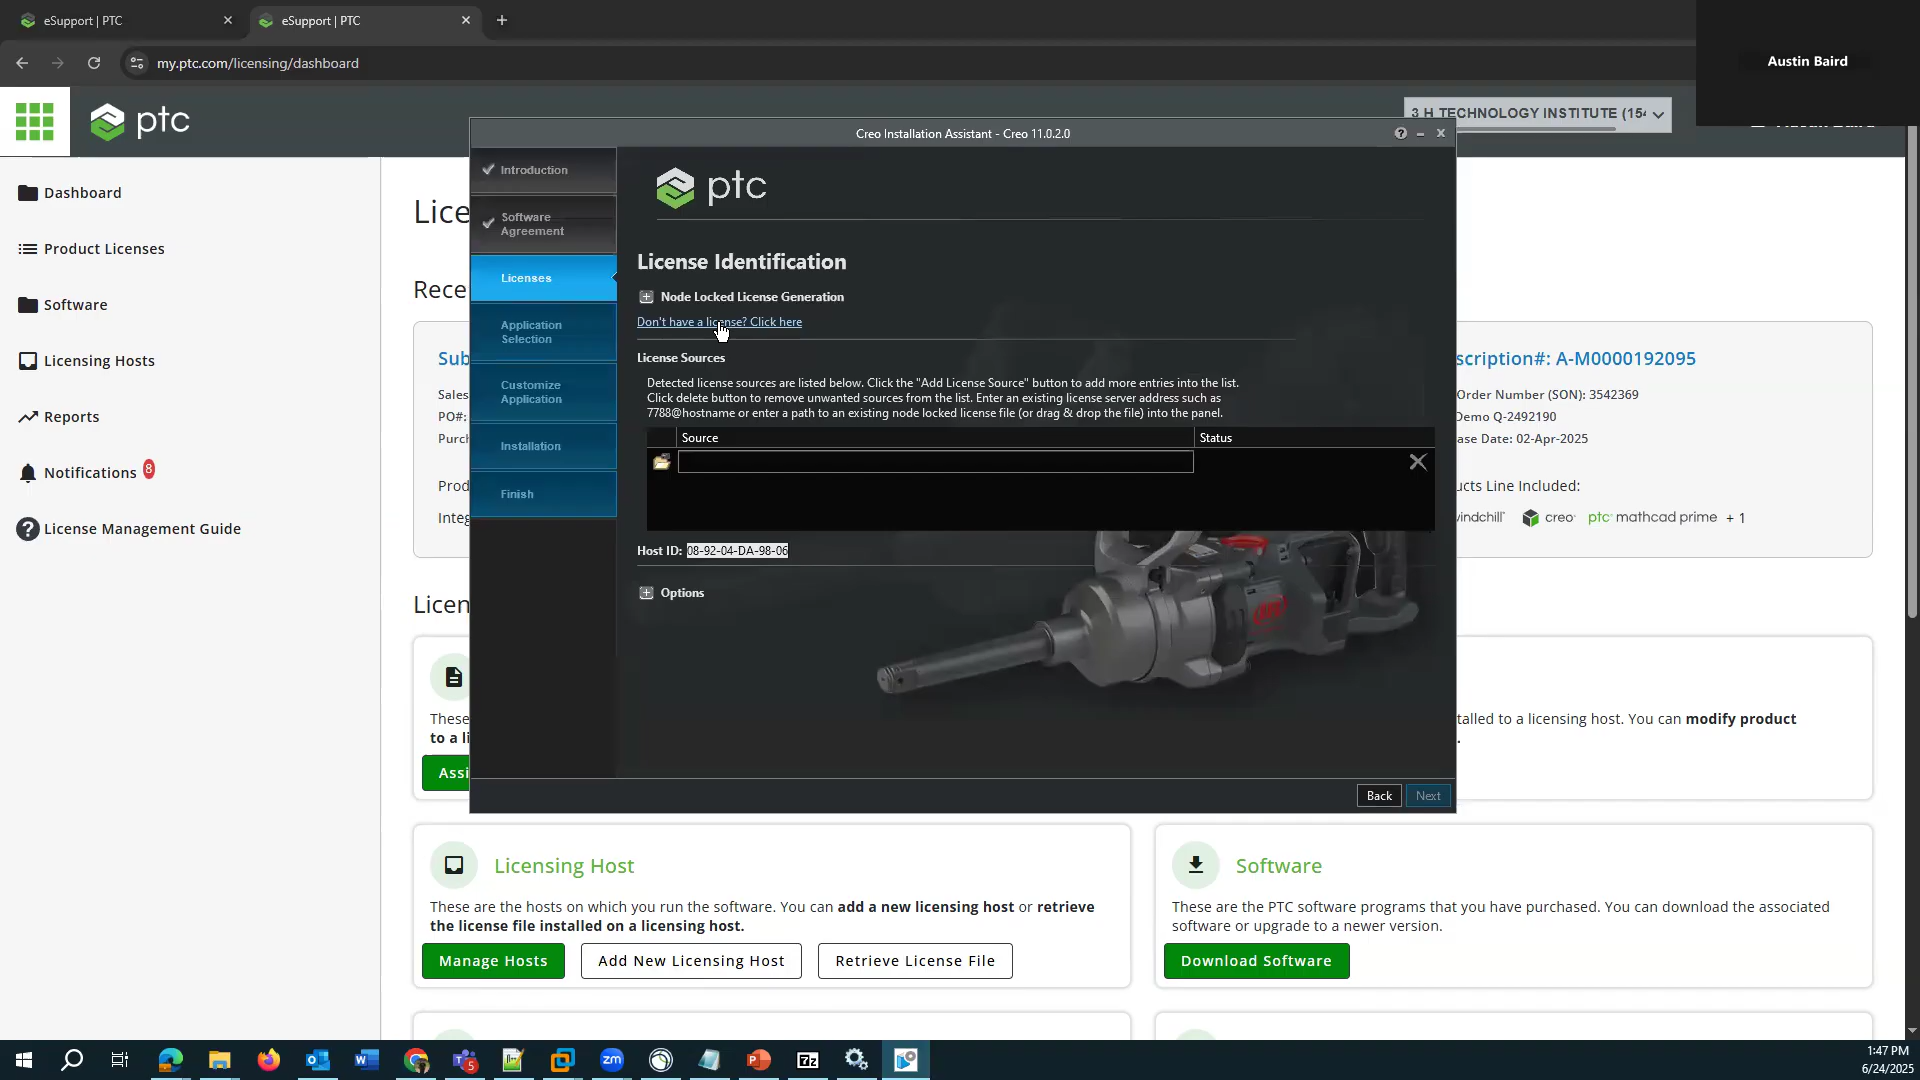 eSupport | PTC
eSupport | PTC
my.ptc.com/licensing/dashboard
Austin Baird
ptc
3 H TECHNOLOGY INSTITUTE (154
Creo Installation Assistant - Creo 11.0.2.0
Dashboard
Product Licenses
Software
Licensing Hosts
Reports
Notifications 8
License Management Guide
Introduction
Software
Agreement
Licenses
Application
Selection
Customize
Application
Installation
Finish
ptc
License Identification
Node Locked License Generation
Don't have a license? Click here
License Sources
Detected license sources are listed below. Click the "Add License Source" button to add more entries into the list.
Click delete button to remove unwanted sources from the list. Enter an existing license server address such as
7788@hostname or enter a path to an existing node locked license file (or drag & drop the file) into the panel.
Source Status
Host ID: 08-92-04-DA-98-06
Options
Back Next
Lice
Rece
Sub
Sales
PO#:
Purch
Prod
Integ
scription#: A-M0000192095
Order Number (SON): 3542369
Demo Q-2492190
ase Date: 02-Apr-2025
ucts Line Included:
vindchill creo ptc mathcad prime + 1
Licen
These
to a li
Assi
talled to a licensing host. You can modify product
Licensing Host
These are the hosts on which you run the software. You can add a new licensing host or retrieve
the license file installed on a licensing host.
Manage Hosts Add New Licensing Host Retrieve License File
Software
These are the PTC software programs that you have purchased. You can download the associated
software or upgrade to a newer version.
Download Software
1:47 PM
6/24/2025